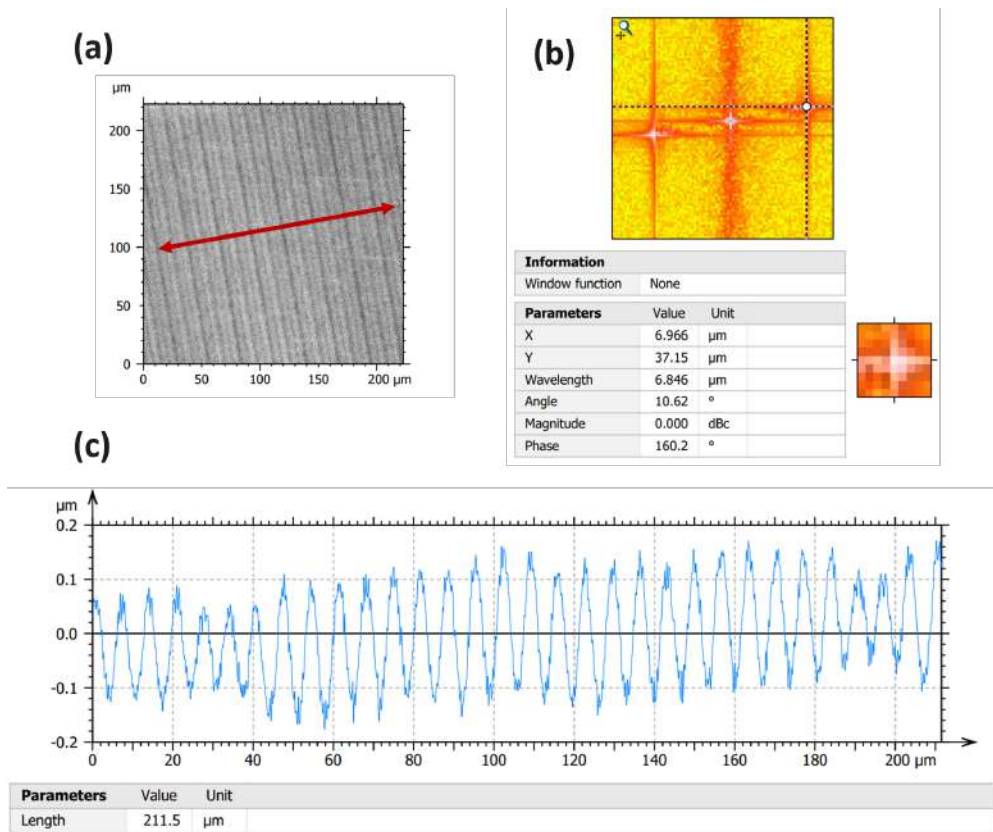 (a)
µm
200
150
100
50
0
0 50 100 150 200 µm
(b)
Information
Window function None
Parameters Value Unit
X 6.966 µm
Y 37.15 µm
Wavelength 6.846 µm
Angle 10.62 °
Magnitude 0.000 dBc
Phase 160.2 °
(c)
µm
0.2
0.1
0.0
-0.1
-0.2
0 20 40 60 80 100 120 140 160 180 200 µm
Parameters Value Unit
Length 211.5 µm